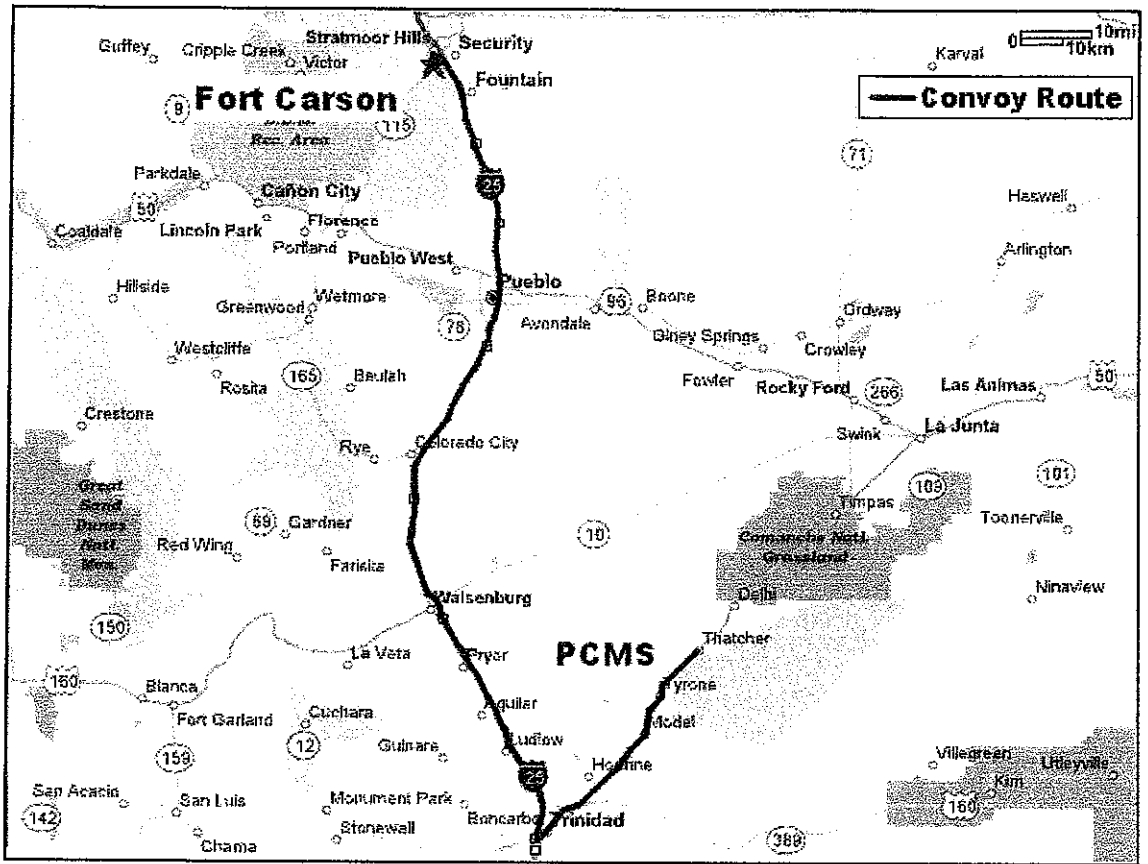 Stratmoor Hills
Security
Guffey
Cripple Creek
Victor
0 10mi
10km
Karval
Fountain
Fort Carson
Convoy Route
9
115
Rec. Area
71
Parkdale
25
Cañon City
50
Haswell
Lincoln Park
Florence
Portland
Coaldale
Arlington
Pueblo West
Pueblo
Hillside
Wetmore
Greenwood
96
Boone
Avondale
Ordway
78
Olney Springs
Crowley
Westcliffe
Rosita
165
Beulah
Fowler
Rocky Ford
266
Las Animas
50
Crestone
Swink
La Junta
Rye
Colorado City
109
101
Great
Sand
Dunes
Natl.
Mon.
Timpas
Toonerville
69
Gardner
10
Comanche Natl.
Grassland
Red Wing
Farisita
Ninaview
Delhi
150
Walsenburg
Thatcher
PCMS
La Veta
Pryor
Tyrone
160
Blanca
Aguilar
Model
Fort Garland
Cuchara
Ludlow
12
Gulnare
Hoehne
Villegreen
Utleyville
159
25
Kim
San Acacio
San Luis
Monument Park
Boncarbo
Trinidad
160
142
Stonewall
389
Chama